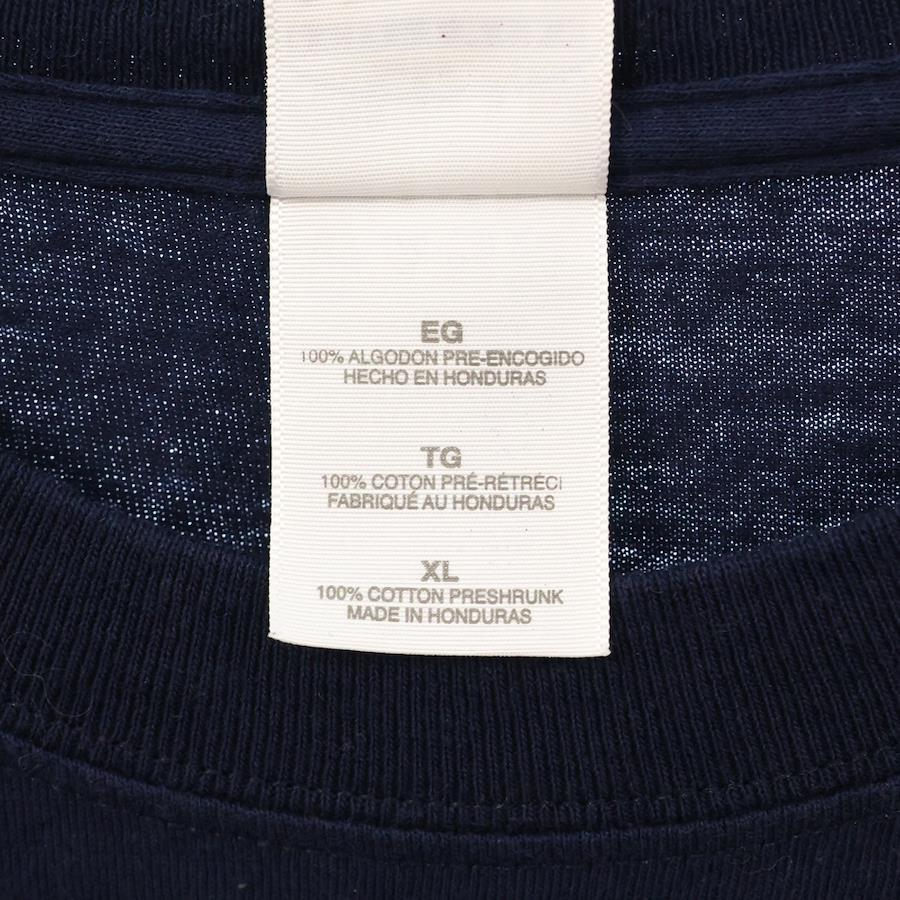 EG
100% ALGODON PRE-ENCOGIDO
HECHO EN HONDURAS
TG
100% COTON PRÉ-RÉTRÉCI
FABRIQUÉ AU HONDURAS
XL
100% COTTON PRESHRUNK
MADE IN HONDURAS